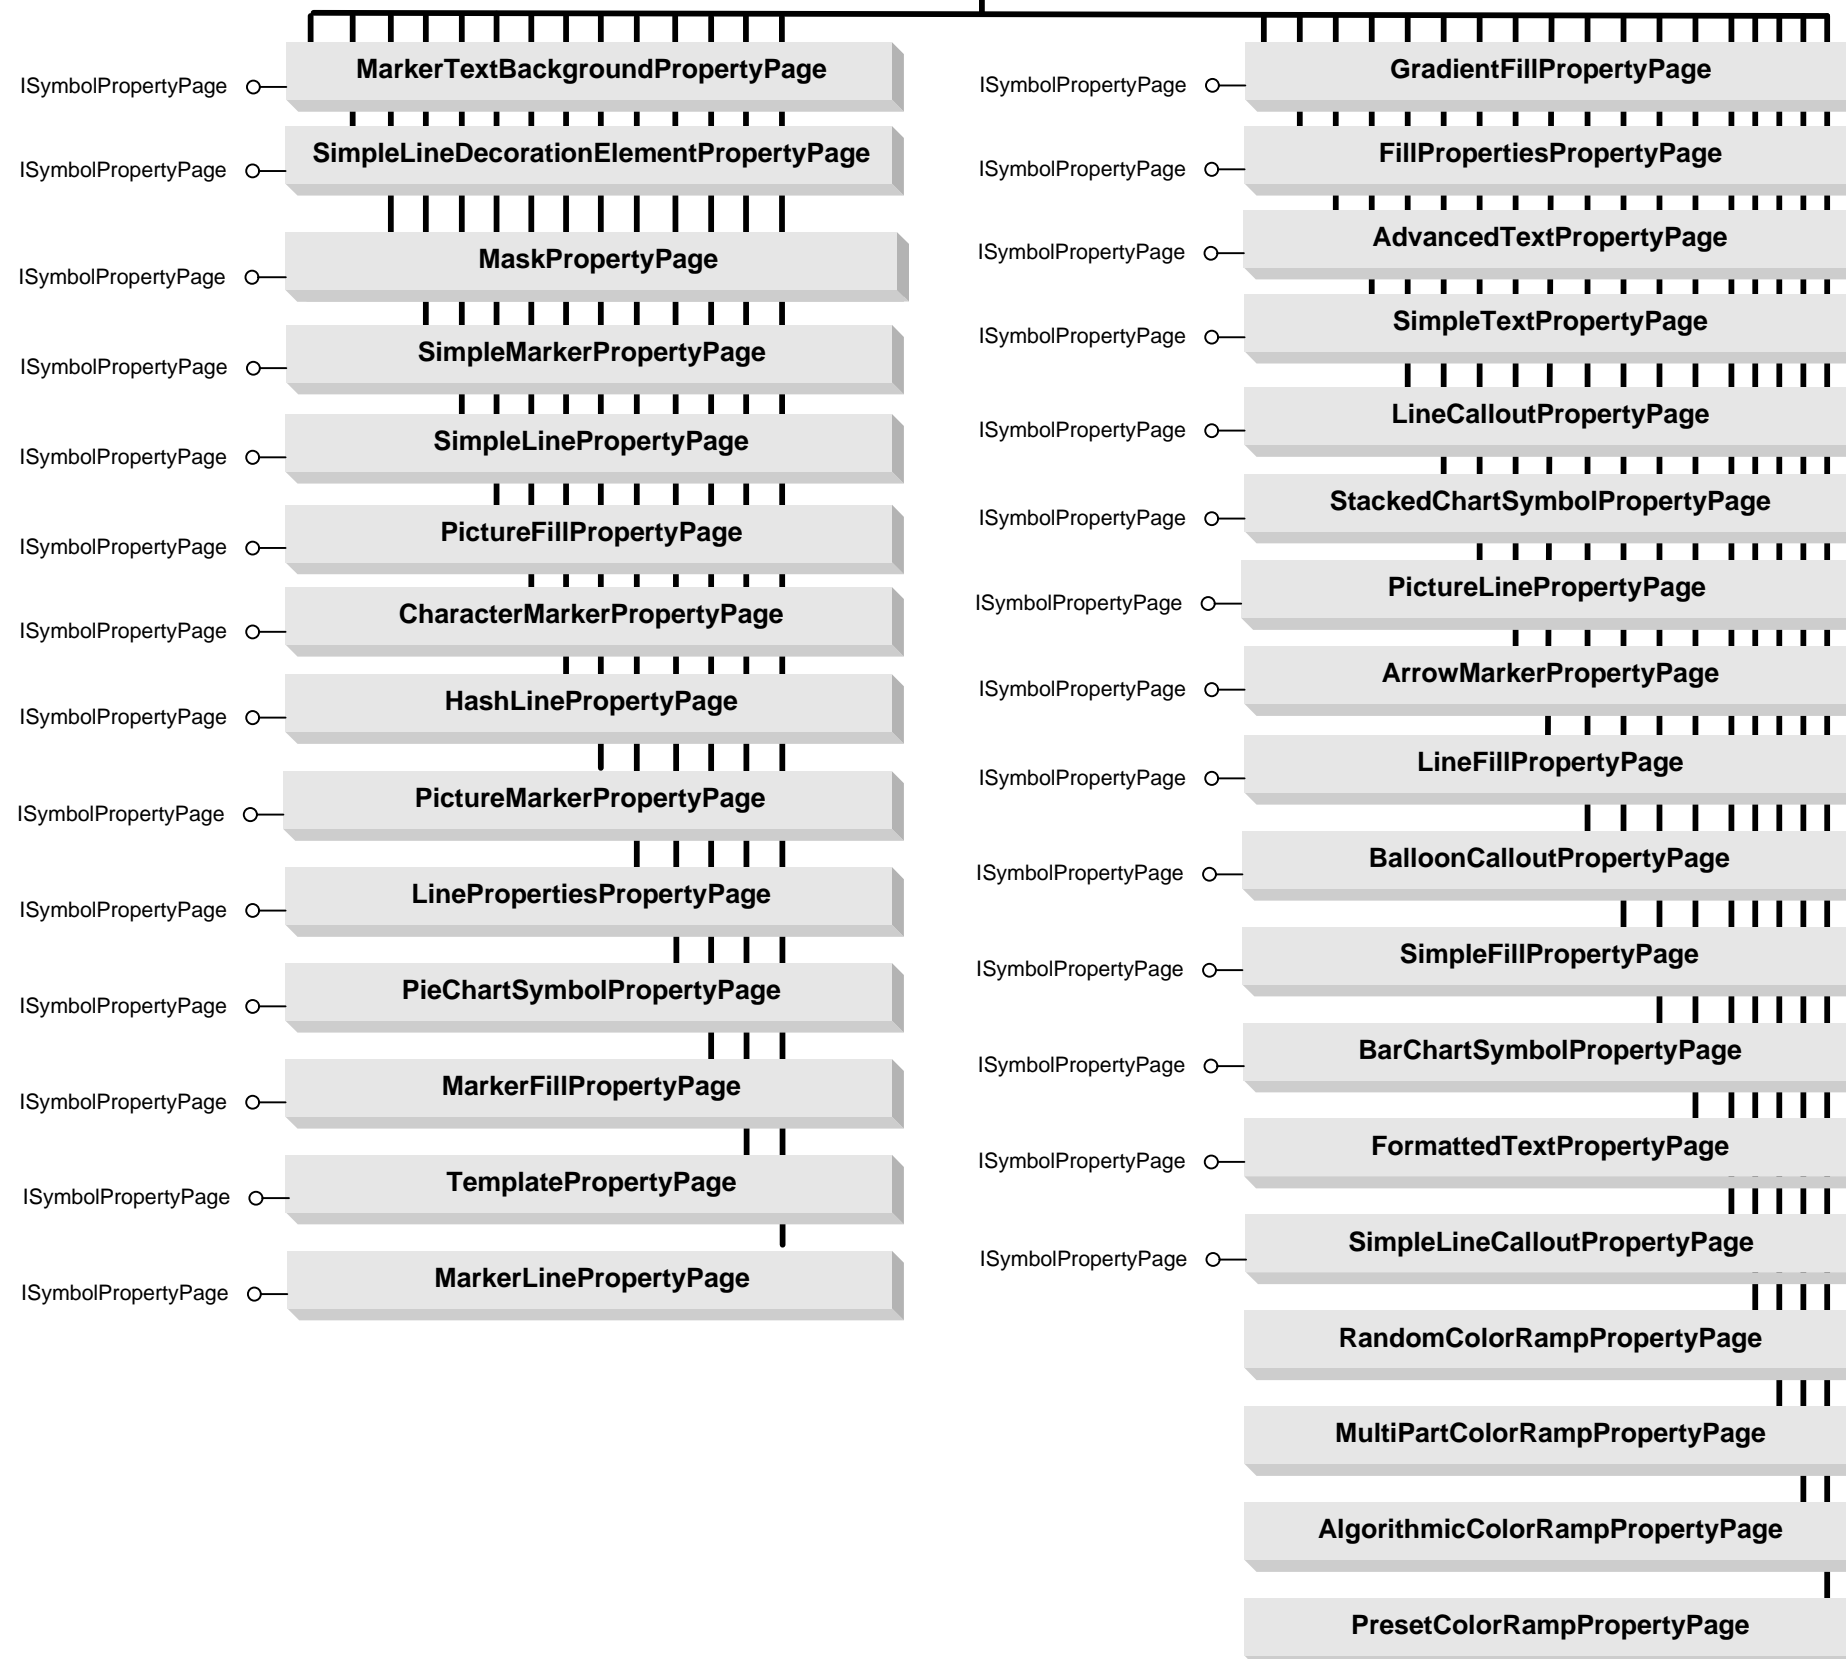 ISymbolPropertyPage
MarkerTextBackgroundPropertyPage
ISymbolPropertyPage
SimpleLineDecorationElementPropertyPage
ISymbolPropertyPage
MaskPropertyPage
ISymbolPropertyPage
SimpleMarkerPropertyPage
ISymbolPropertyPage
SimpleLinePropertyPage
ISymbolPropertyPage
PictureFillPropertyPage
ISymbolPropertyPage
CharacterMarkerPropertyPage
ISymbolPropertyPage
HashLinePropertyPage
ISymbolPropertyPage
PictureMarkerPropertyPage
ISymbolPropertyPage
LinePropertiesPropertyPage
ISymbolPropertyPage
PieChartSymbolPropertyPage
ISymbolPropertyPage
MarkerFillPropertyPage
ISymbolPropertyPage
TemplatePropertyPage
ISymbolPropertyPage
MarkerLinePropertyPage
ISymbolPropertyPage
GradientFillPropertyPage
ISymbolPropertyPage
FillPropertiesPropertyPage
ISymbolPropertyPage
AdvancedTextPropertyPage
ISymbolPropertyPage
SimpleTextPropertyPage
ISymbolPropertyPage
LineCalloutPropertyPage
ISymbolPropertyPage
StackedChartSymbolPropertyPage
ISymbolPropertyPage
PictureLinePropertyPage
ISymbolPropertyPage
ArrowMarkerPropertyPage
ISymbolPropertyPage
LineFillPropertyPage
ISymbolPropertyPage
BalloonCalloutPropertyPage
ISymbolPropertyPage
SimpleFillPropertyPage
ISymbolPropertyPage
BarChartSymbolPropertyPage
ISymbolPropertyPage
FormattedTextPropertyPage
ISymbolPropertyPage
SimpleLineCalloutPropertyPage
RandomColorRampPropertyPage
MultiPartColorRampPropertyPage
AlgorithmicColorRampPropertyPage
PresetColorRampPropertyPage